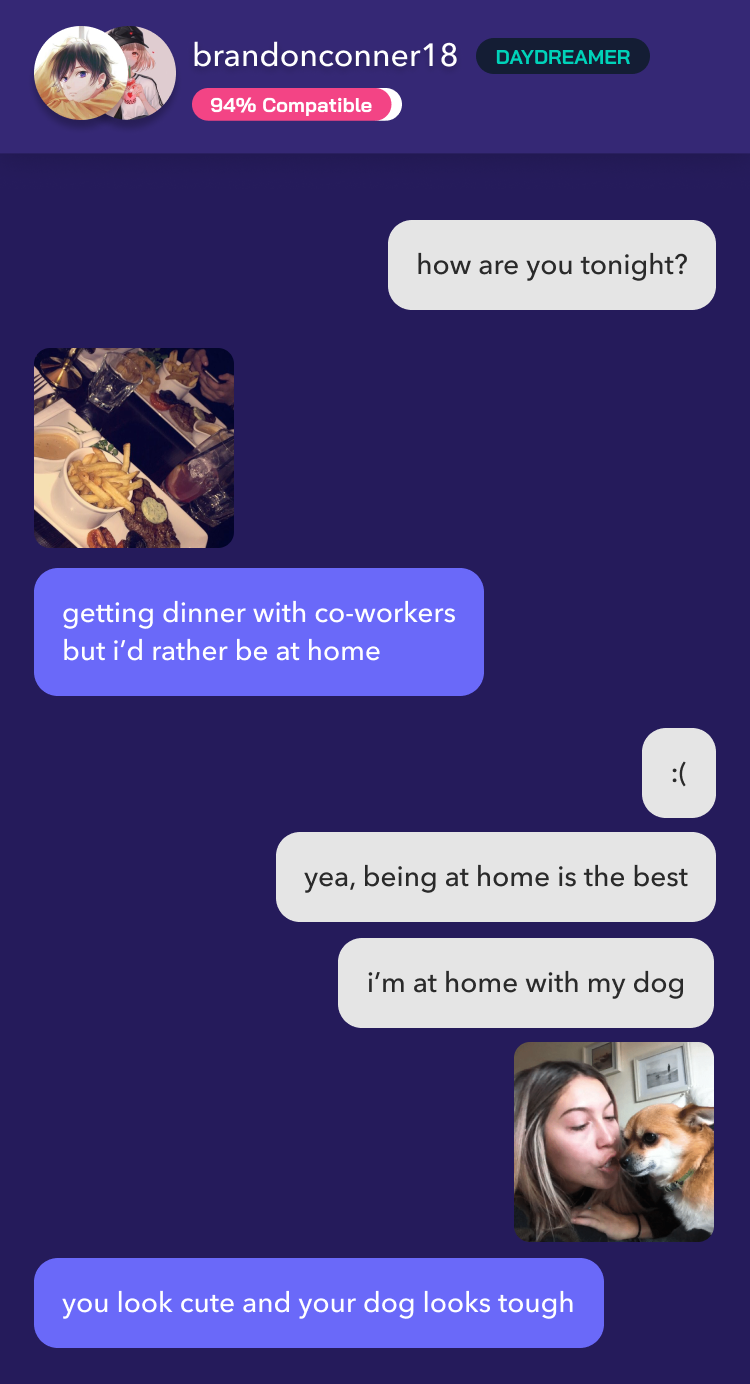 brandonconner18 DAYDREAMER
94% Compatible
how are you tonight?
getting dinner with co-workers
but i’d rather be at home
:(
yea, being at home is the best
i’m at home with my dog
you look cute and your dog looks tough